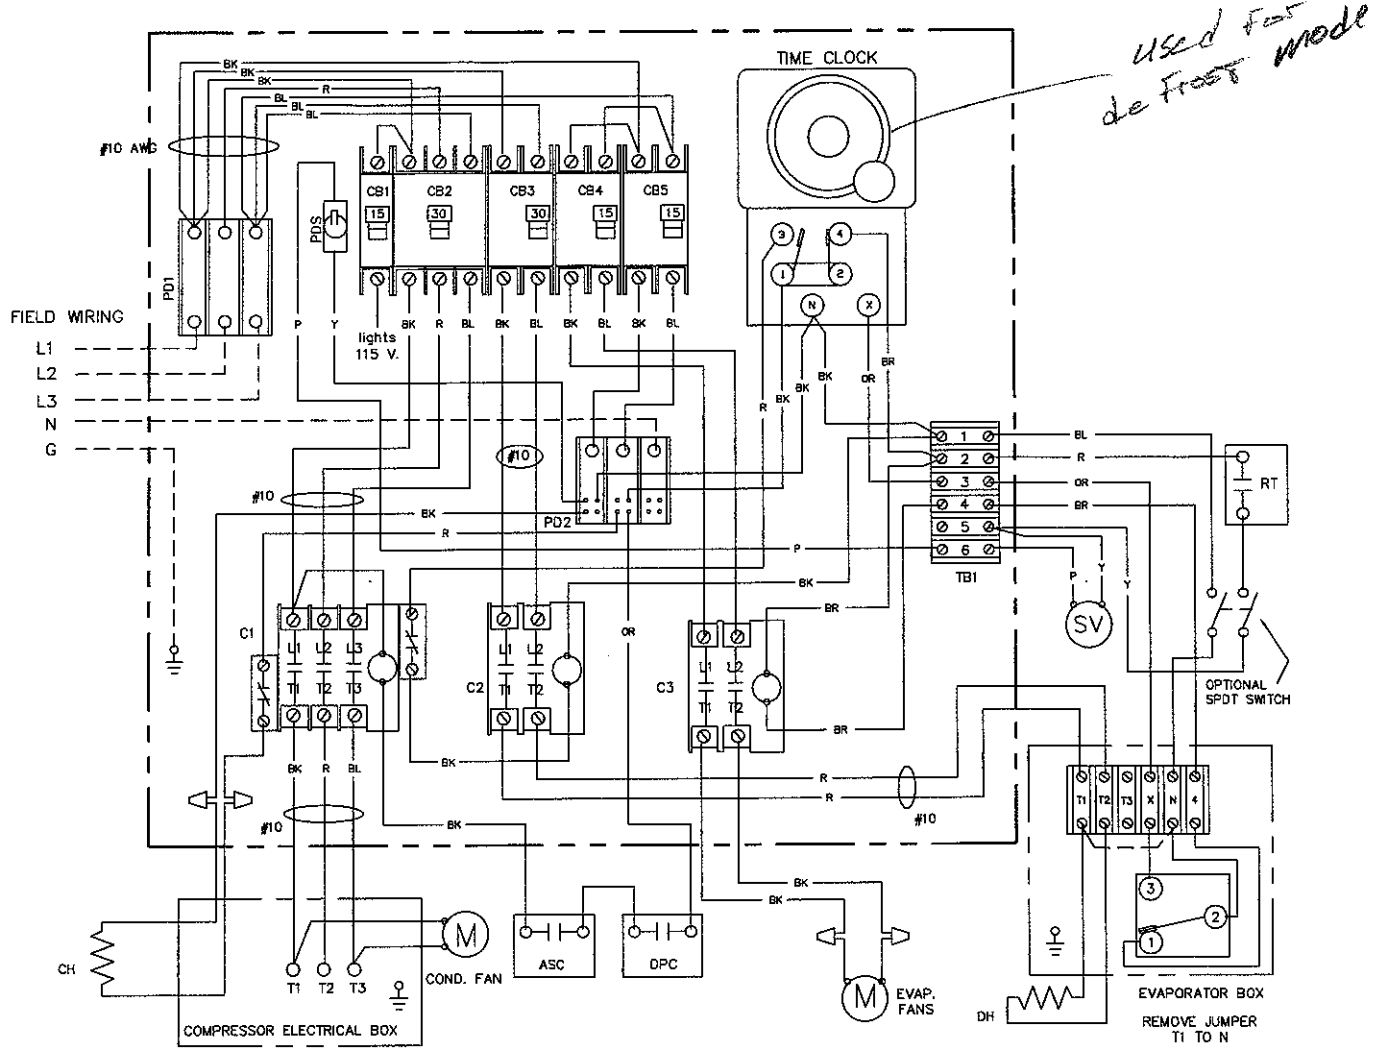 used for
defrost mode
TIME CLOCK
BK
BK
BK
R
BL
BL
BL
#10 AWG
CB1
CB2
CB3
CB4
CB5
15
30
30
15
15
PDS
PD1
3
4
1
2
N
X
FIELD WIRING
L1
L2
L3
N
G
P
Y
lights
115 V.
BK
R
BL
BK
BL
BK
BL
BK
BL
BR
OR
BK
BK
R
BK
#10
#10
BK
R
PD2
P
BK
BR
1
2
3
4
5
6
TB1
BL
R
OR
BR
RT
P
Y
Y
SV
OPTIONAL
SPDT SWITCH
C1
L1
L2
L3
T1
T2
T3
C2
L1
L2
T1
T2
C3
L1
L2
T1
T2
OR
BK
R
BL
BK
BR
R
R
#10
#10
BK
T1
T2
T3
X
N
4
BK
BK
3
2
1
CH
M
COND. FAN
T1
T2
T3
ASC
DPC
M
EVAP.
FANS
DH
EVAPORATOR BOX
COMPRESSOR ELECTRICAL BOX
REMOVE JUMPER
T1 TO N